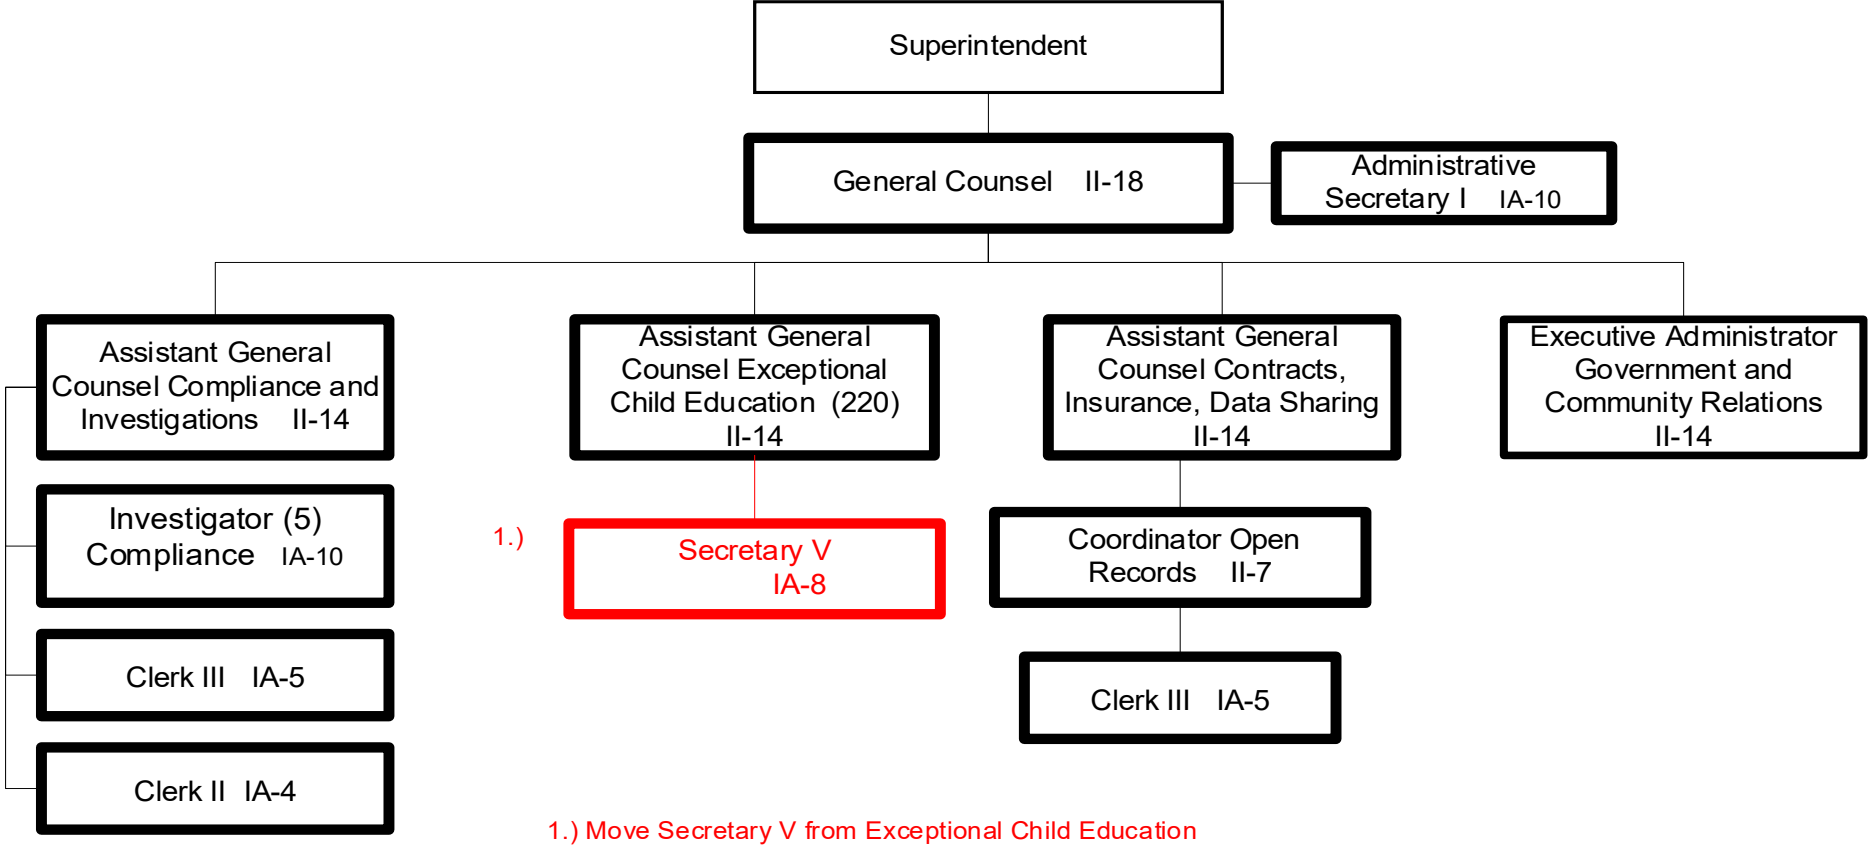 Superintendent
General Counsel II-18
Administrative
Secretary I IA-10
Assistant General
Counsel Compliance and
Investigations II-14
Assistant General
Counsel Exceptional
Child Education (220)
II-14
Assistant General
Counsel Contracts,
Insurance, Data Sharing
II-14
Executive Administrator
Government and
Community Relations
II-14
Investigator (5)
Compliance IA-10
1.)
Secretary V
IA-8
Coordinator Open
Records II-7
Clerk III IA-5
Clerk III IA-5
Clerk II IA-4
1.) Move Secretary V from Exceptional Child Education